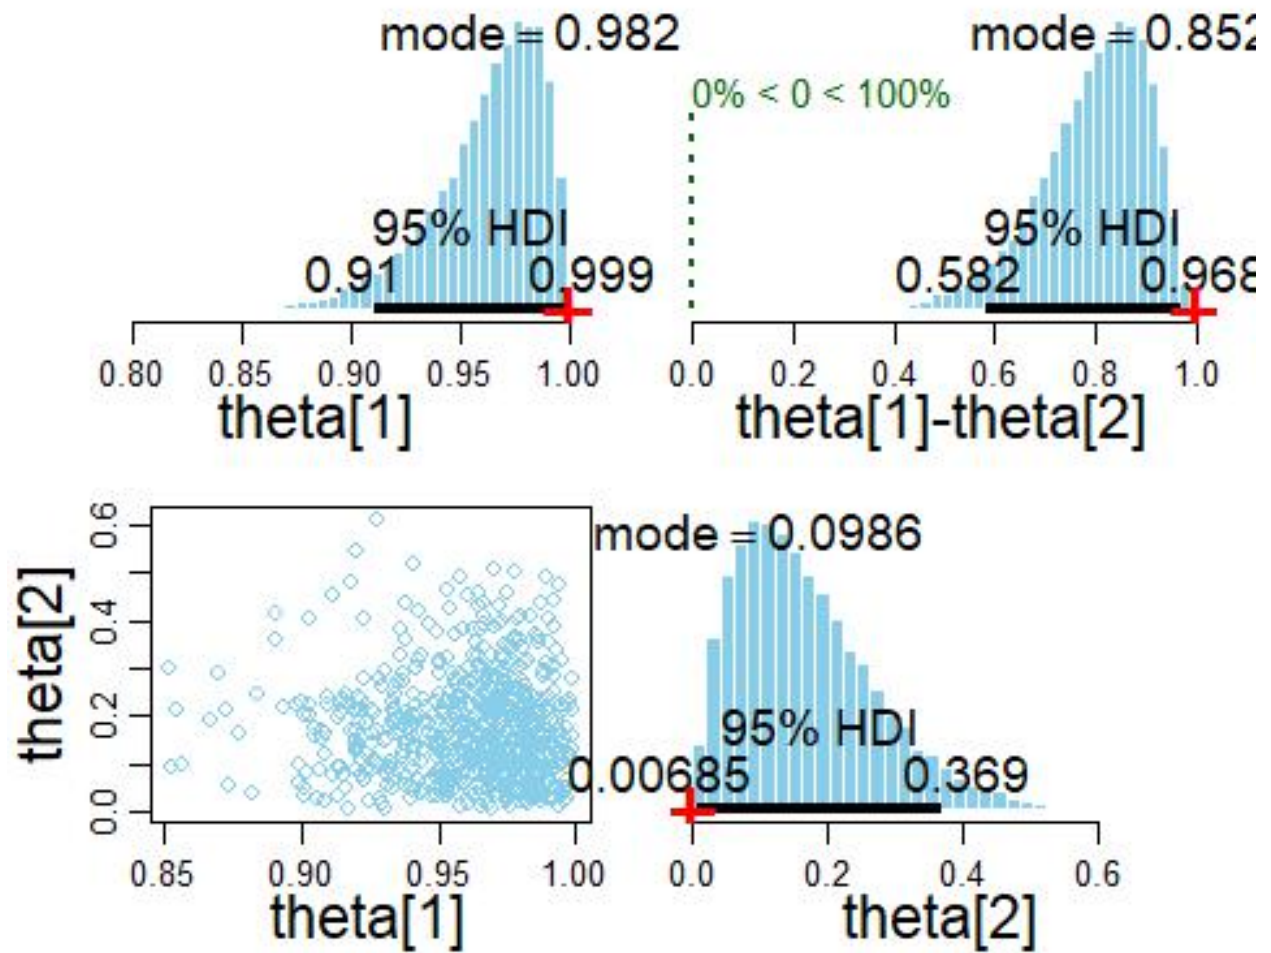 mode = 0.982
95% HDI
0.91 0.999
0.80 0.85 0.90 0.95 1.00
theta[1]
mode = 0.852
0% < 0 < 100%
95% HDI
0.582 0.968
0.0 0.2 0.4 0.6 0.8 1.0
theta[1]-theta[2]
theta[2]
0.6
0.4
0.2
0.0
0.85 0.90 0.95 1.00
theta[1]
mode = 0.0986
95% HDI
0.00685 0.369
0.0 0.2 0.4 0.6
theta[2]